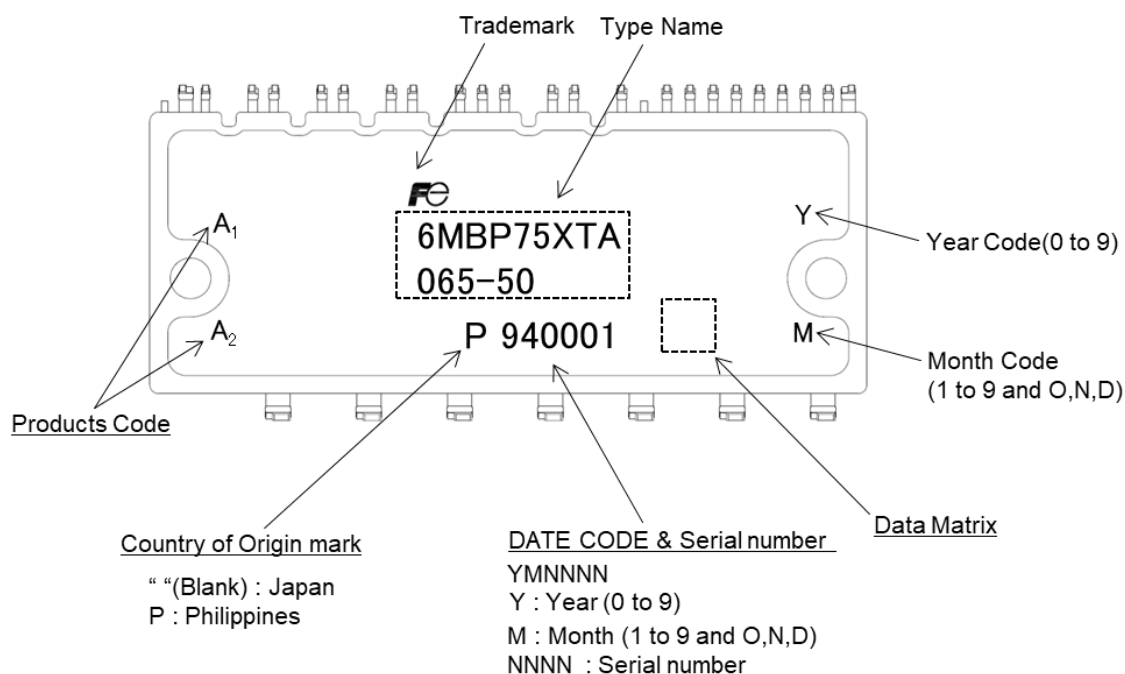 Trademark
Type Name
Fe
A1
6MBP75XTA
065-50
Y
Year Code(0 to 9)
A2
P 940001
M
Month Code
(1 to 9 and O,N,D)
Products Code
Country of Origin mark
“ “(Blank) : Japan
P : Philippines
DATE CODE & Serial number
YMNNNN
Y : Year (0 to 9)
M : Month (1 to 9 and O,N,D)
NNNN : Serial number
Data Matrix